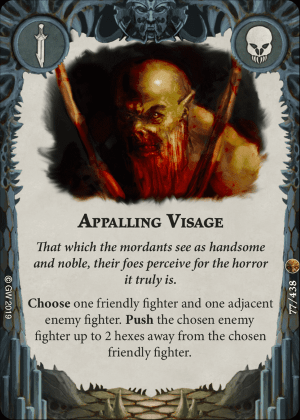 APPALLING VISAGE
That which the mordants see as handsome
and noble, their foes perceive for the horror
it truly is.
Choose one friendly fighter and one adjacent
enemy fighter. Push the chosen enemy
fighter up to 2 hexes away from the chosen
friendly fighter.
© GW 2019
77/438